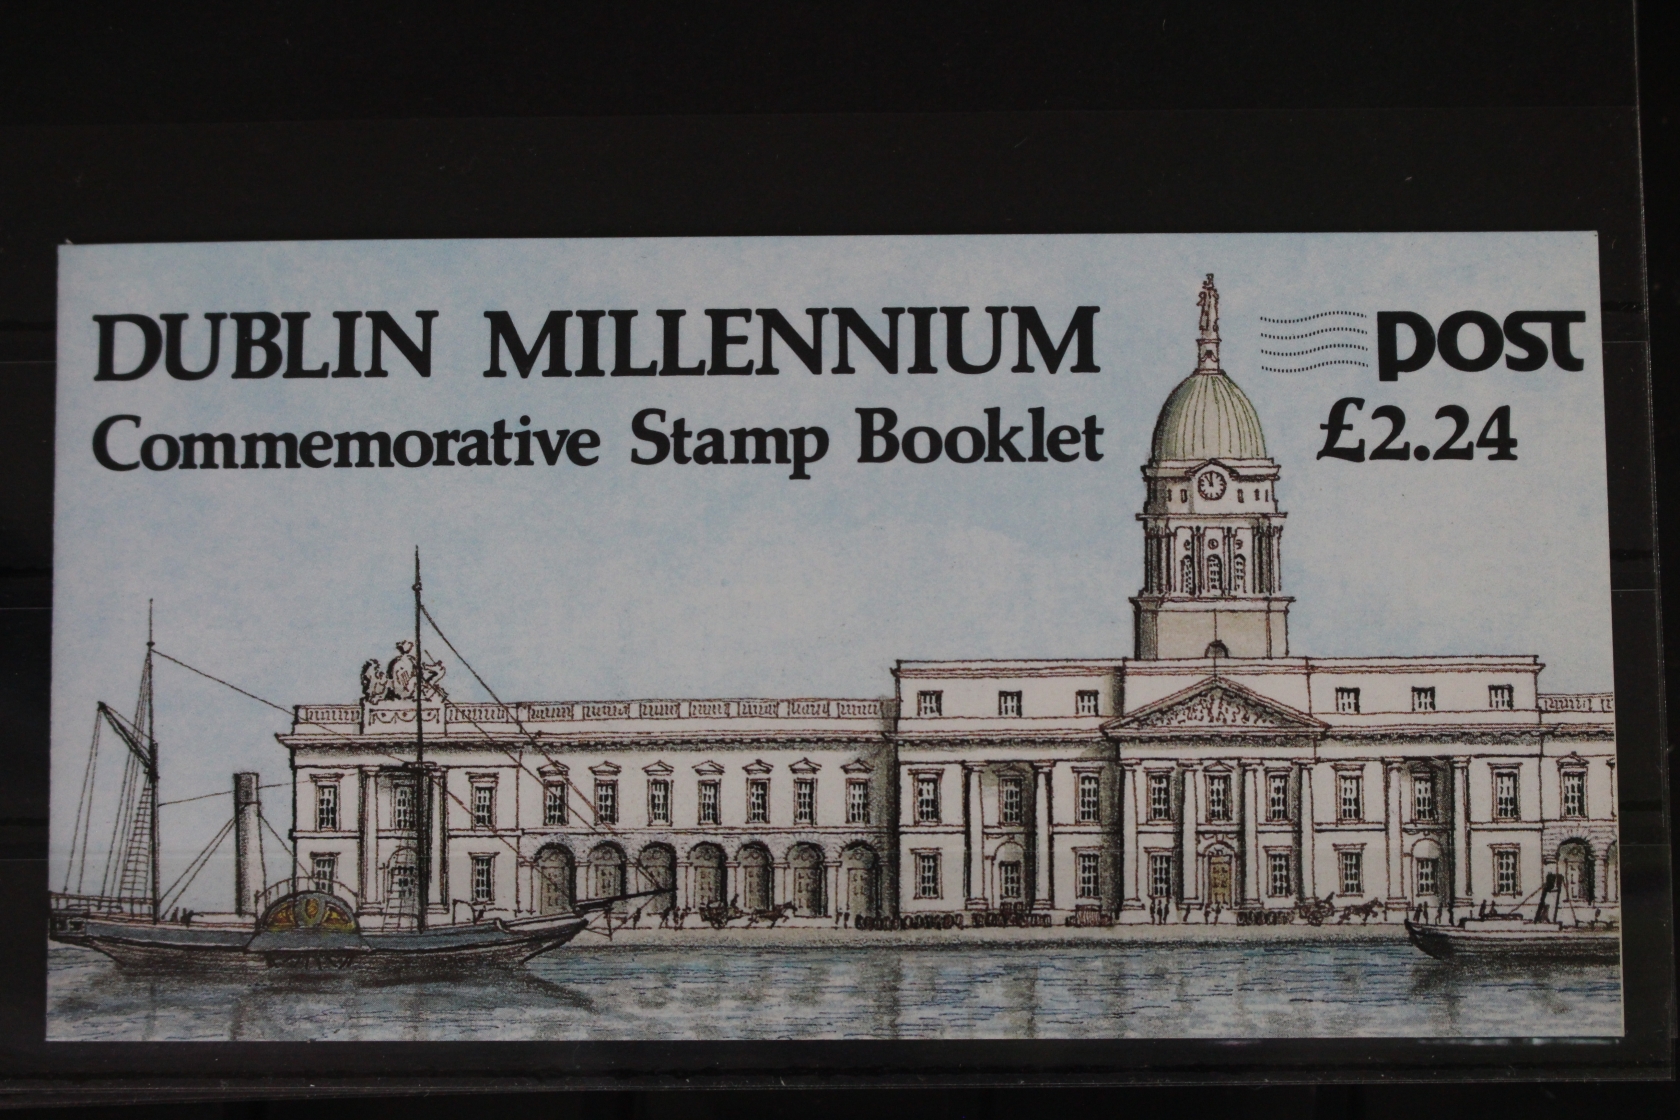 DUBLIN MILLENNIUM
Commemorative Stamp Booklet
post
£2.24